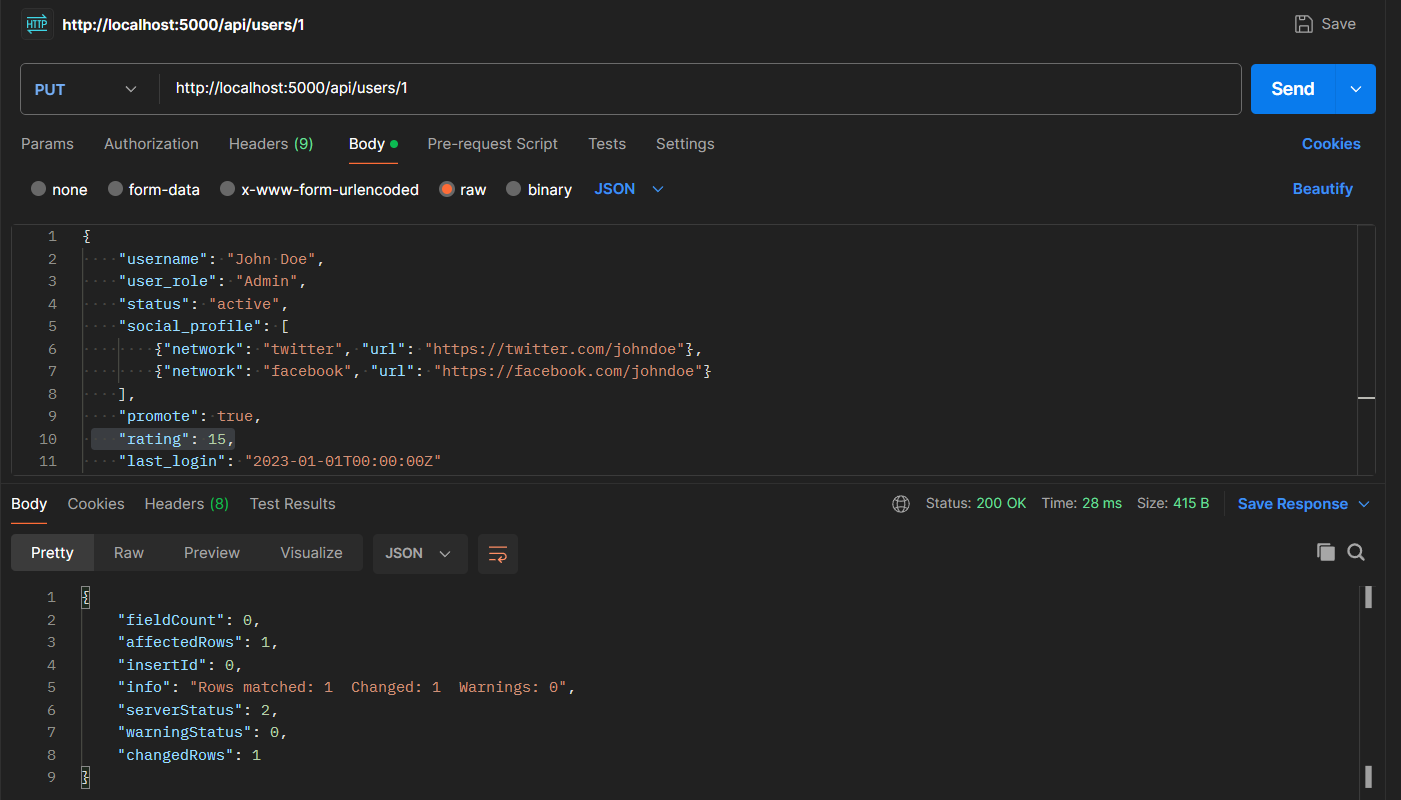 HTTP http://localhost:5000/api/users/1 Save
PUT http://localhost:5000/api/users/1 Send
Params Authorization Headers (9) Body Pre-request Script Tests Settings Cookies
none form-data x-www-form-urlencoded raw binary JSON Beautify
1 {
2 "username": "John Doe",
3 "user_role": "Admin",
4 "status": "active",
5 "social_profile": [
6 {"network": "twitter", "url": "https://twitter.com/johndoe"},
7 {"network": "facebook", "url": "https://facebook.com/johndoe"}
8 ],
9 "promote": true,
10 "rating": 15,
11 "last_login": "2023-01-01T00:00:00Z"
Body Cookies Headers (8) Test Results Status: 200 OK Time: 28 ms Size: 415 B Save Response
Pretty Raw Preview Visualize JSON
1 {
2 "fieldCount": 0,
3 "affectedRows": 1,
4 "insertId": 0,
5 "info": "Rows matched: 1  Changed: 1  Warnings: 0",
6 "serverStatus": 2,
7 "warningStatus": 0,
8 "changedRows": 1
9 }